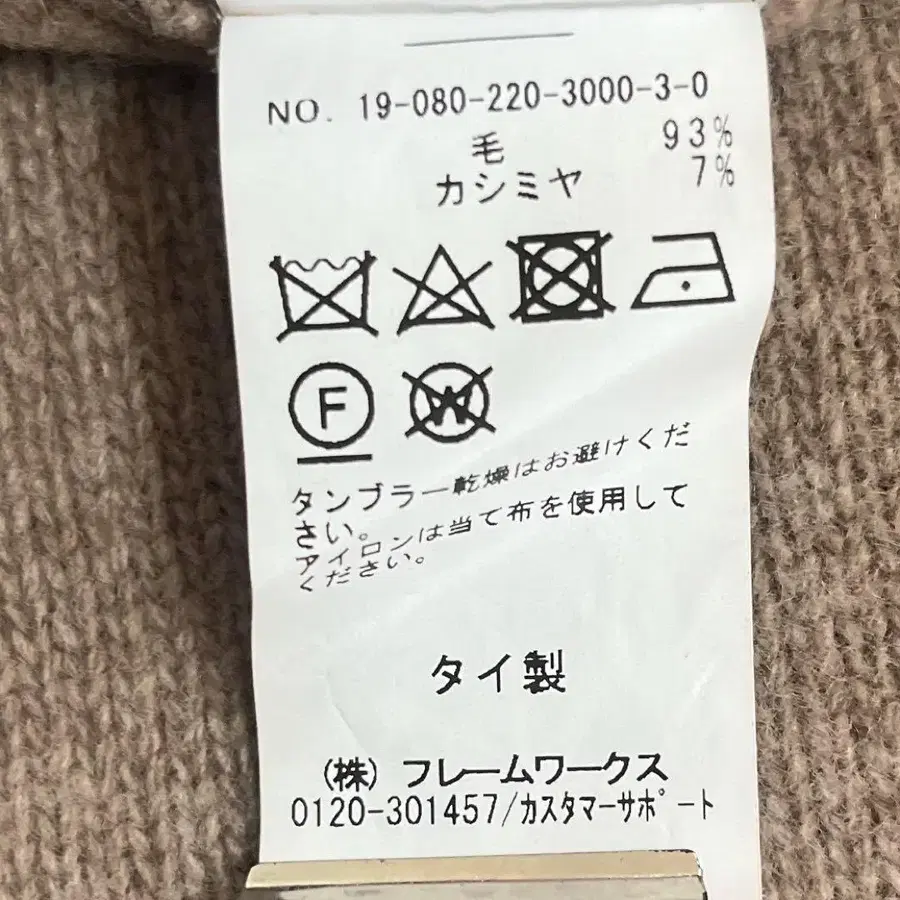 NO. 19-080-220-3000-3-0
毛 93%
カシミヤ 7%
F
W
タンブラー乾燥はお避けくだ
さい。
アイロンは当て布を使用して
ください。
タイ製
(株) フレームワークス
0120-301457/カスタマーサポート